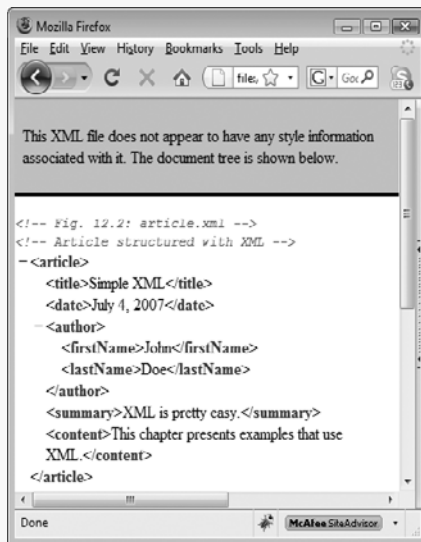 Mozilla Firefox
File Edit View History Bookmarks Tools Help
file, G Goc
This XML file does not appear to have any style information
associated with it. The document tree is shown below.
<!-- Fig. 12.2: article.xml -->
<!-- Article structured with XML -->
−<article>
<title>Simple XML</title>
<date>July 4, 2007</date>
−<author>
<firstName>John</firstName>
<lastName>Doe</lastName>
</author>
<summary>XML is pretty easy.</summary>
<content>This chapter presents examples that use
XML.</content>
</article>
Done McAfee SiteAdvisor